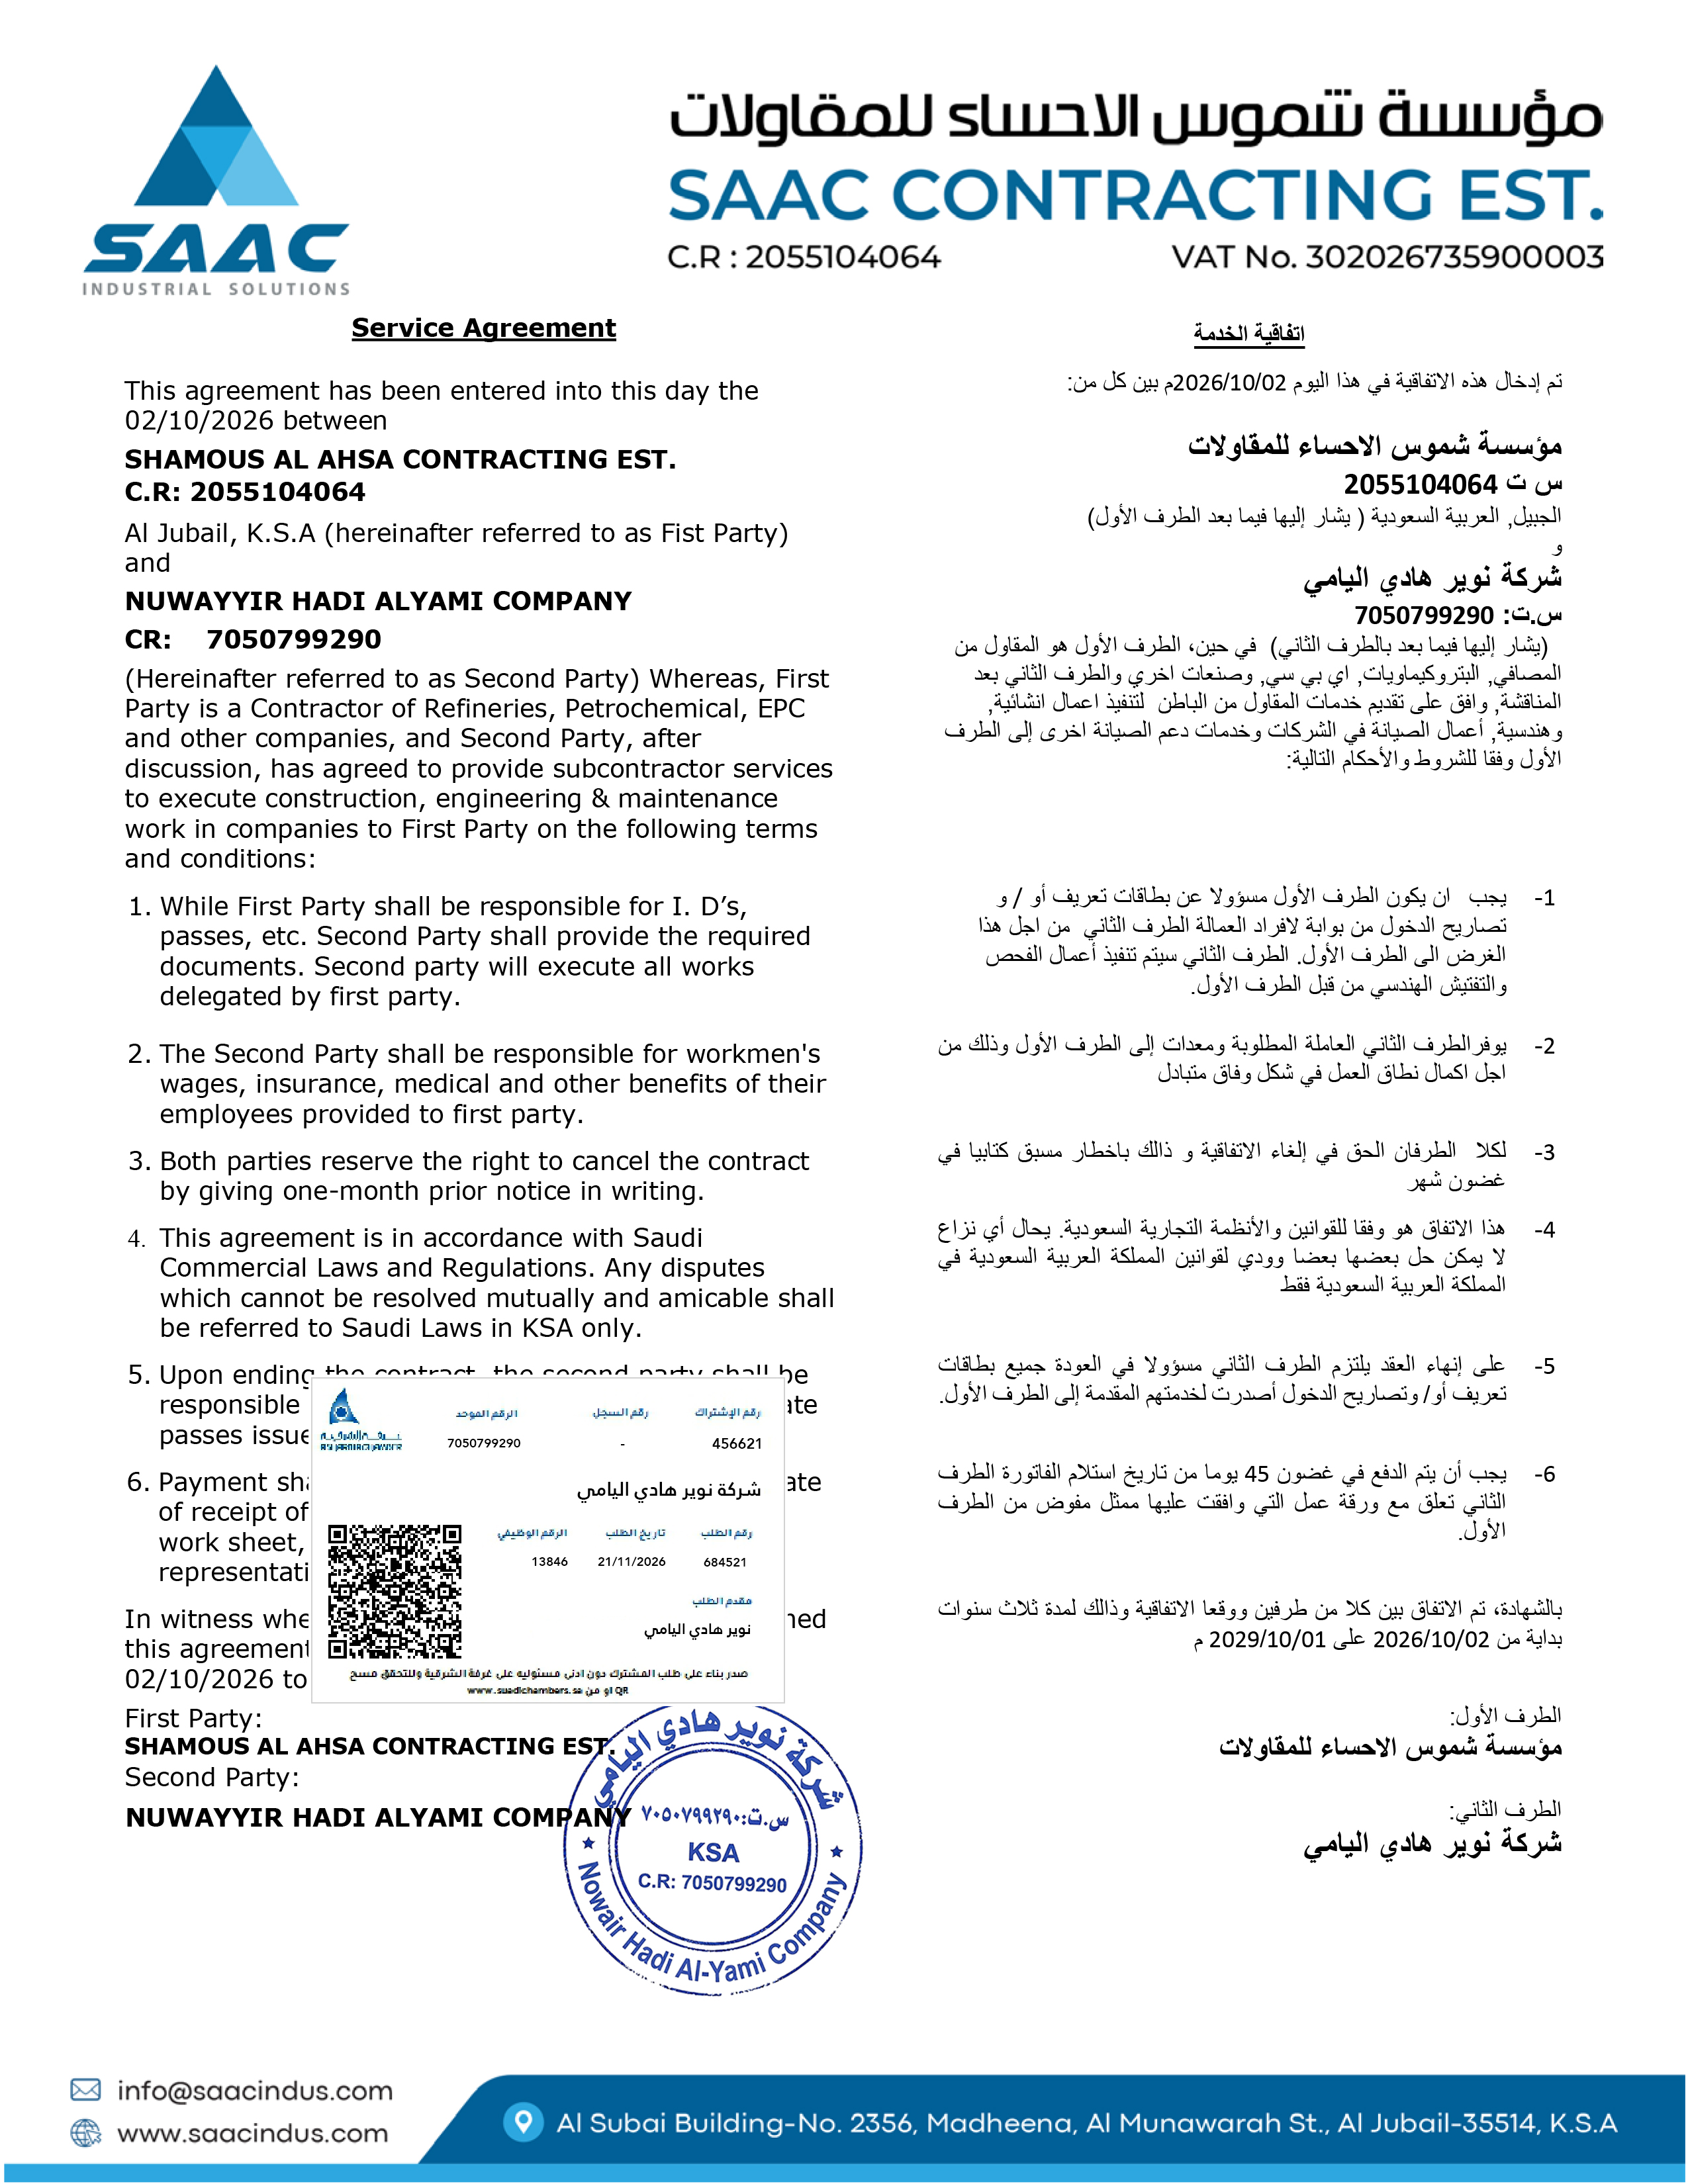 SAAC
INDUSTRIAL SOLUTIONS
مؤسسة شموس الاحساء للمقاولات
SAAC CONTRACTING EST.
C.R : 2055104064 VAT No. 302026735900003
Service Agreement
This agreement has been entered into this day the
02/10/2026 between
SHAMOUS AL AHSA CONTRACTING EST.
C.R: 2055104064
Al Jubail, K.S.A (hereinafter referred to as Fist Party)
and
NUWAYYIR HADI ALYAMI COMPANY
CR: 7050799290
(Hereinafter referred to as Second Party) Whereas, First
Party is a Contractor of Refineries, Petrochemical, EPC
and other companies, and Second Party, after
discussion, has agreed to provide subcontractor services
to execute construction, engineering & maintenance
work in companies to First Party on the following terms
and conditions:
1. While First Party shall be responsible for I. D’s,
passes, etc. Second Party shall provide the required
documents. Second party will execute all works
delegated by first party.
2. The Second Party shall be responsible for workmen's
wages, insurance, medical and other benefits of their
employees provided to first party.
3. Both parties reserve the right to cancel the contract
by giving one-month prior notice in writing.
4. This agreement is in accordance with Saudi
Commercial Laws and Regulations. Any disputes
which cannot be resolved mutually and amicable shall
be referred to Saudi Laws in KSA only.
5. Upon ending the contract, the second party shall be
responsible
passes
6. Payment
of receipt of
work sheet,
In witness
this agreement
02/10/2026 to
First Party:
SHAMOUS AL AHSA CONTRACTING EST.
Second Party:
NUWAYYIR HADI ALYAMI COMPANY
اتفاقية الخدمة
تم إدخال هذه الاتفاقية في هذا اليوم 2026/10/02م بين كل من:
مؤسسة شموس الاحساء للمقاولات
س ت 2055104064
الجبيل, العربية السعودية ( يشار إليها فيما بعد الطرف الأول)
و
شركة نوير هادي اليامي
س.ت: 7050799290
(يشار إليها فيما بعد بالطرف الثاني) في حين، الطرف الأول هو المقاول من
المصافي, البتروكيماويات, اي بي سي, وصنعات اخري والطرف الثاني بعد
المناقشة, وافق على تقديم خدمات المقاول من الباطن لتنفيذ اعمال انشائية,
وهندسية, أعمال الصيانة في الشركات وخدمات دعم الصيانة اخرى إلى الطرف
الأول وفقا للشروط والأحكام التالية:
1- يجب ان يكون الطرف الأول مسؤولا عن بطاقات تعريف أو / و
تصاريح الدخول من بوابة لافراد العمالة الطرف الثاني من اجل هذا
الغرض الى الطرف الأول. الطرف الثاني سيتم تنفيذ أعمال الفحص
والتفتيش الهندسي من قبل الطرف الأول.
2- يوفرالطرف الثاني العاملة المطلوبة ومعدات إلى الطرف الأول وذلك من
اجل اكمال نطاق العمل في شكل وفاق متبادل
3- لكلا الطرفان الحق في إلغاء الاتفاقية و ذالك باخطار مسبق كتابيا في
غضون شهر
4- هذا الاتفاق هو وفقا للقوانين والأنظمة التجارية السعودية. يحال أي نزاع
لا يمكن حل بعضها بعضا وودي لقوانين المملكة العربية السعودية في
المملكة العربية السعودية فقط
5- على إنهاء العقد يلتزم الطرف الثاني مسؤولا في العودة جميع بطاقات
تعريف أو/ وتصاريح الدخول أصدرت لخدمتهم المقدمة إلى الطرف الأول.
6- يجب أن يتم الدفع في غضون 45 يوما من تاريخ استلام الفاتورة الطرف
الثاني تعلق مع ورقة عمل التي وافقت عليها ممثل مفوض من الطرف
الأول.
بالشهادة، تم الاتفاق بين كلا من طرفين ووقعا الاتفاقية وذالك لمدة ثلاث سنوات
بداية من 2026/10/02 على 2029/10/01 م
الطرف الأول:
مؤسسة شموس الاحساء للمقاولات
الطرف الثاني:
شركة نوير هادي اليامي
رقم الإشتراك رقم السجل الرقم الموحد
456621 - 7050799290
شركة نوير هادي اليامي
رقم الطلب تاريخ الطلب الرقم الوظيفي
684521 21/11/2026 13846
مقدم الطلب
نوير هادي اليامي
صدر بناء على طلب المشترك دون ادنى مسئوليه على غرفة الشرقية وللتحقق مسح
QR او من www.suadichambers.sa
شركة نوير هادي اليامي
س.ت:٧٠٥٠٧٩٩٢٩٠
KSA
C.R: 7050799290
Nowair Hadi Al-Yami Company
info@saacindus.com
www.saacindus.com
Al Subai Building-No. 2356, Madheena, Al Munawarah St., Al Jubail-35514, K.S.A